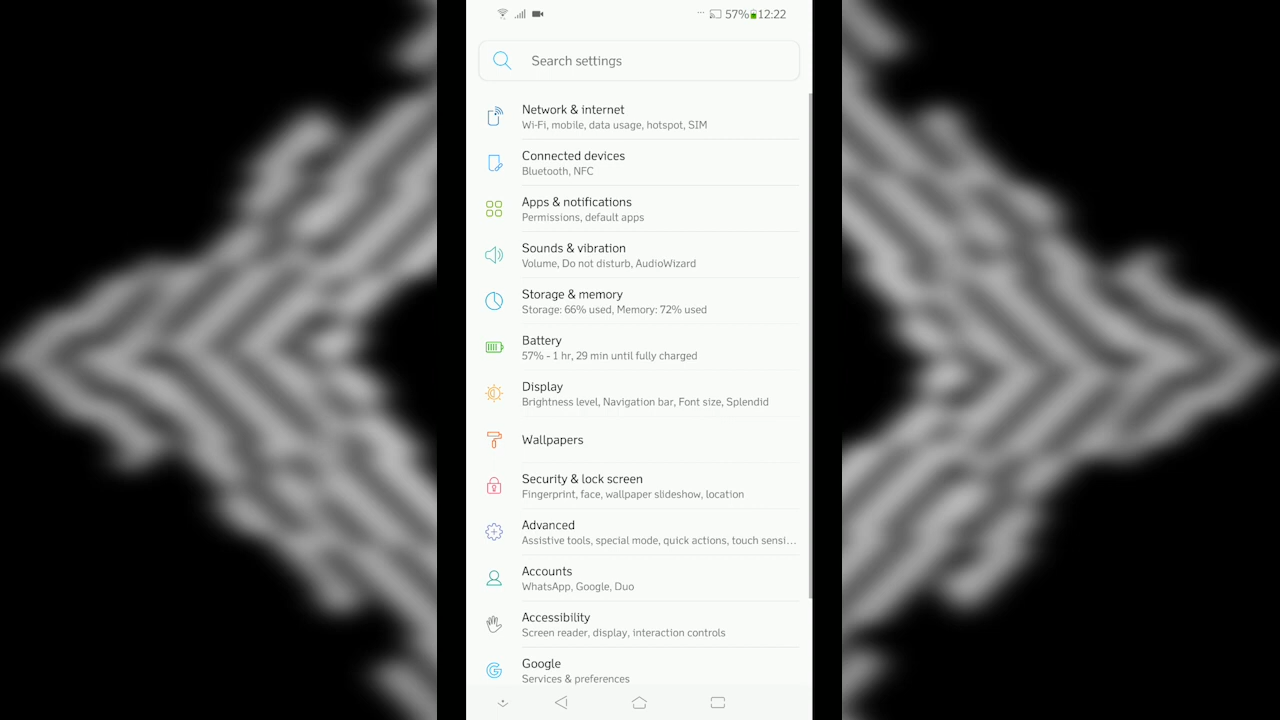 57% 12:22
Search settings
Network & internet
Wi-Fi, mobile, data usage, hotspot, SIM
Connected devices
Bluetooth, NFC
Apps & notifications
Permissions, default apps
Sounds & vibration
Volume, Do not disturb, AudioWizard
Storage & memory
Storage: 66% used, Memory: 72% used
Battery
57% - 1 hr, 29 min until fully charged
Display
Brightness level, Navigation bar, Font size, Splendid
Wallpapers
Security & lock screen
Fingerprint, face, wallpaper slideshow, location
Advanced
Assistive tools, special mode, quick actions, touch sensi...
Accounts
WhatsApp, Google, Duo
Accessibility
Screen reader, display, interaction controls
Google
Services & preferences